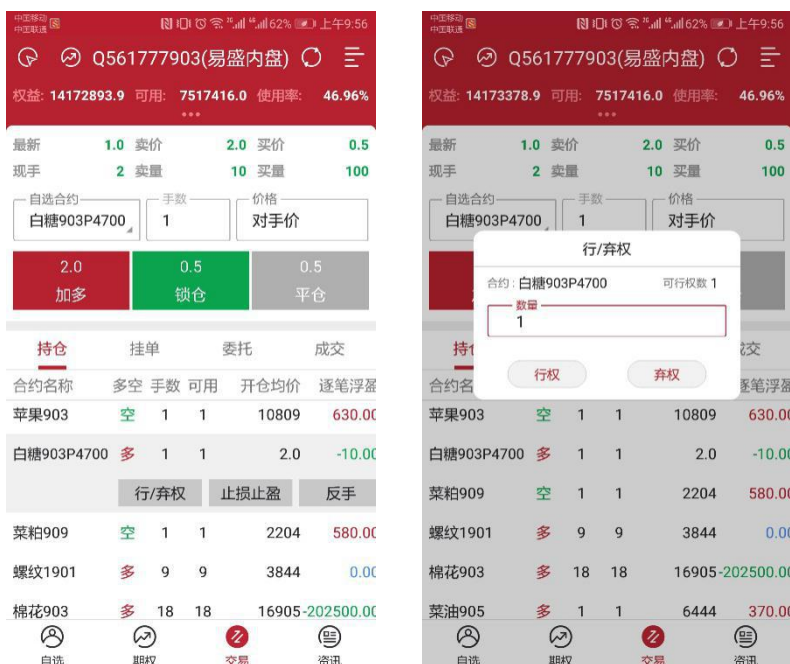 中国移动
中国联通
62% 上午9:56
Q561777903(易盛内盘)
权益: 14172893.9 可用: 7517416.0 使用率: 46.96%
最新 1.0 卖价 2.0 买价 0.5
现手 2 卖量 10 买量 100
自选合约 手数 价格
白糖903P4700 1 对手价
2.0 0.5 0.5
加多 锁仓 平仓
持仓 挂单 委托 成交
合约名称 多空 手数 可用 开仓均价 逐笔浮盈
苹果903 空 1 1 10809 630.00
白糖903P4700 多 1 1 2.0 -10.00
行/弃权 止损止盈 反手
菜粕909 空 1 1 2204 580.00
螺纹1901 多 9 9 3844 0.00
棉花903 多 18 18 16905 -202500.00
自选 期权 交易 资讯
中国移动
中国联通
62% 上午9:56
Q561777903(易盛内盘)
权益: 14173378.9 可用: 7517416.0 使用率: 46.96%
最新 1.0 卖价 2.0 买价 0.5
现手 2 卖量 10 买量 100
自选合约 手数 价格
白糖903P4700 1 对手价
行/弃权
合约 : 白糖903P4700 可行权数 1
数量
1
行权 弃权
合约名 逐笔浮盈
苹果903 空 1 1 10809 630.00
白糖903P4700 多 1 1 2.0 -10.00
菜粕909 空 1 1 2204 580.00
螺纹1901 多 9 9 3844 0.00
棉花903 多 18 18 16905 -202500.00
菜油905 多 1 1 6444 370.00
自选 期权 交易 资讯